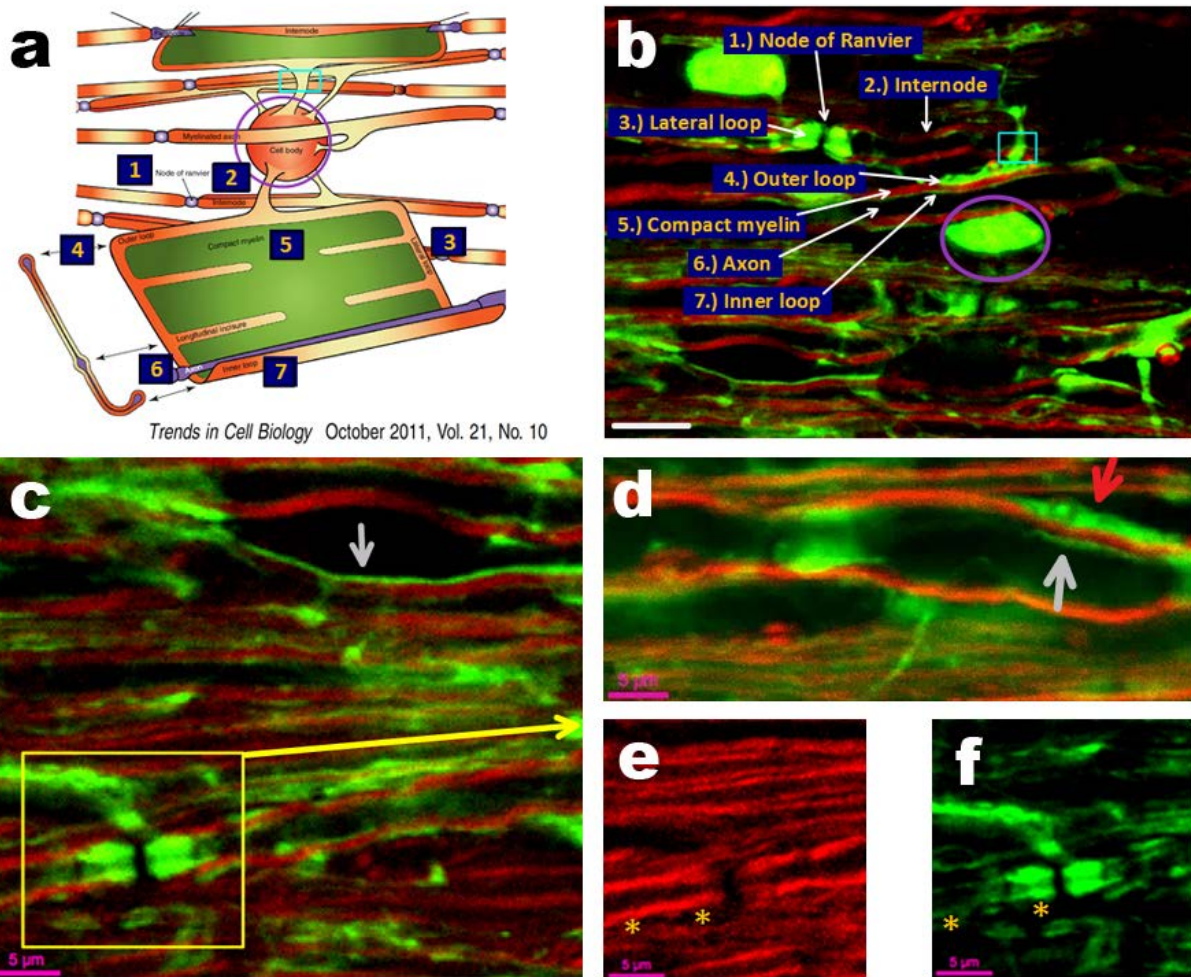 a
Internode
Myelinated axon
Cell body
1
2
Node of ranvier
Internode
4
Outer loop
Compact myelin
5
3
Lateral loop
Longitudinal incisure
6
Axon
Inner loop
7
Trends in Cell Biology October 2011, Vol. 21, No. 10
b
1.) Node of Ranvier
2.) Internode
3.) Lateral loop
4.) Outer loop
5.) Compact myelin
6.) Axon
7.) Inner loop
c
5 µm
d
5 µm
e
* *
5 µm
f
* *
5 µm